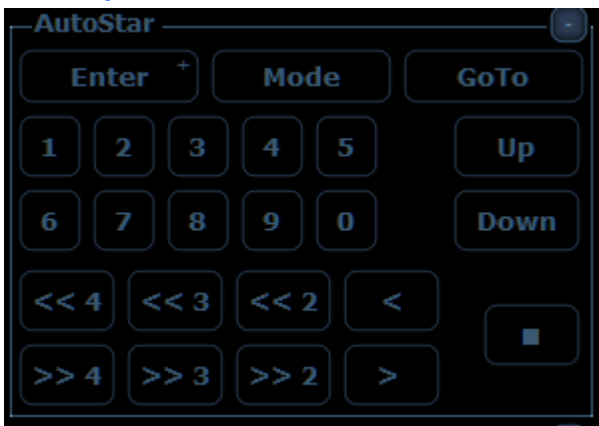 AutoStar -
Enter + Mode GoTo
1 2 3 4 5 Up
6 7 8 9 0 Down
<< 4 << 3 << 2 <
>> 4 >> 3 >> 2 >